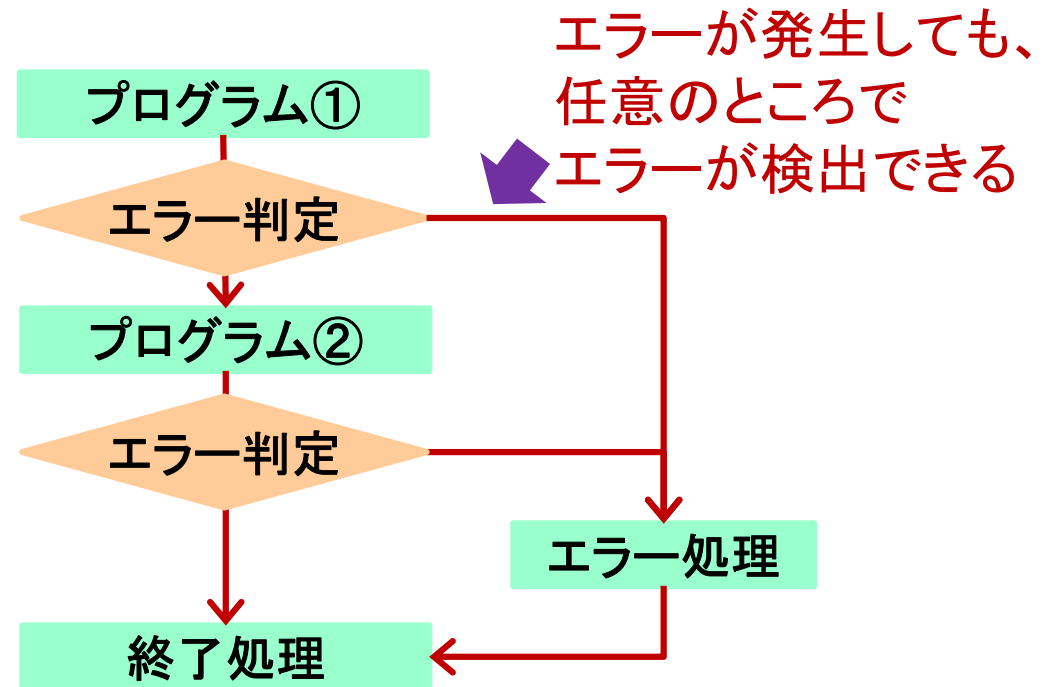 エラーが発生しても、
任意のところで
エラーが検出できる
プログラム①
エラー判定
プログラム②
エラー判定
エラー処理
終了処理